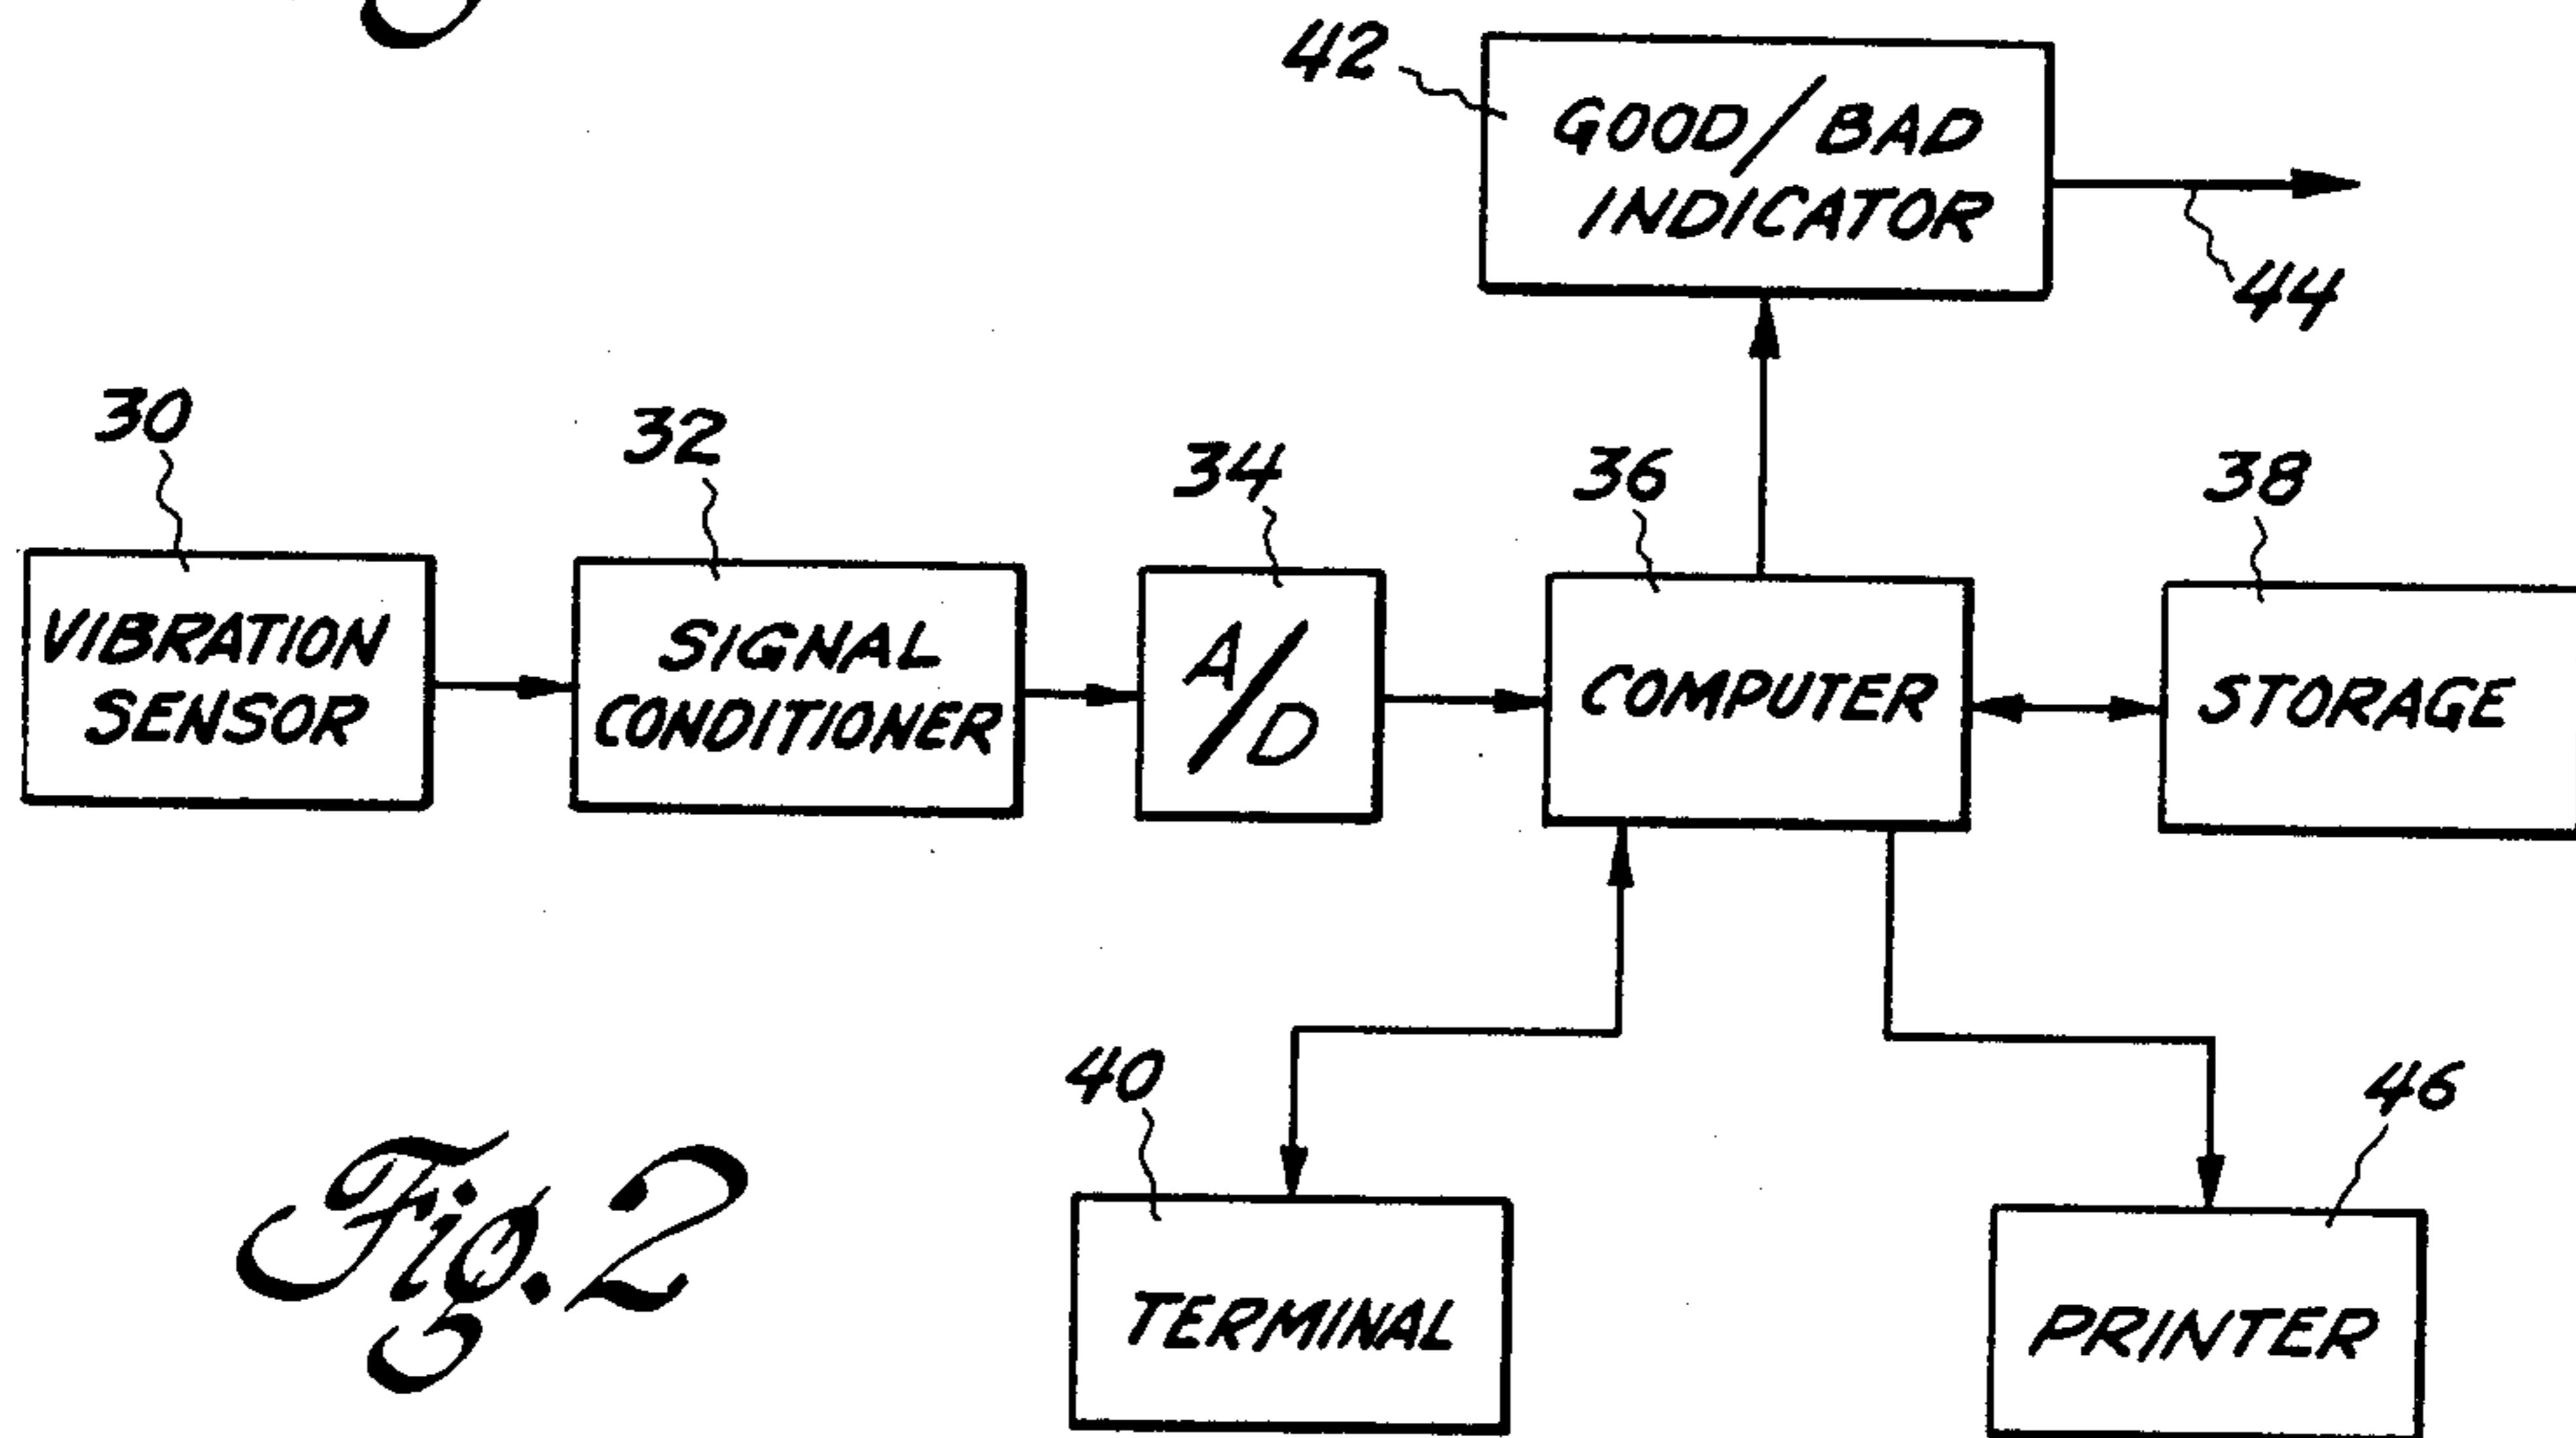 42
GOOD/BAD
INDICATOR
44
30
32
34
36
38
VIBRATION
SENSOR
SIGNAL
CONDITIONER
A/D
COMPUTER
STORAGE
40
46
TERMINAL
PRINTER
Fig. 2